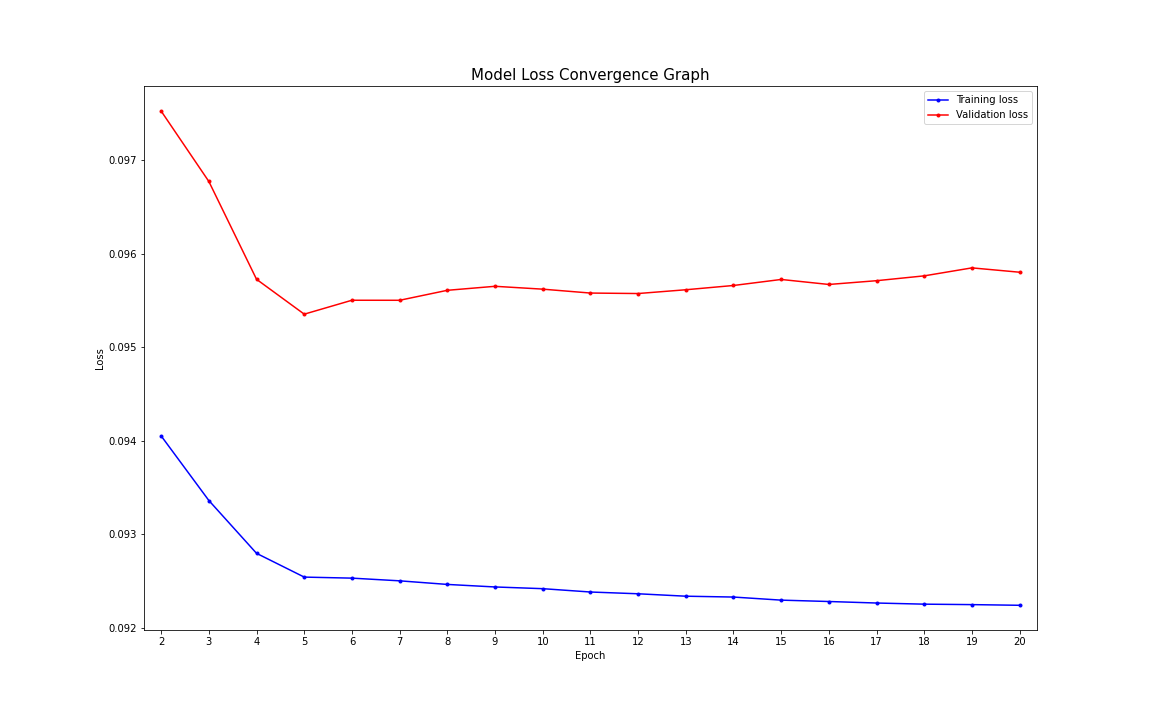 Model Loss Convergence Graph
Training loss
Validation loss
0.097
0.096
0.095
0.094
0.093
0.092
Loss
2 3 4 5 6 7 8 9 10 11 12 13 14 15 16 17 18 19 20
Epoch